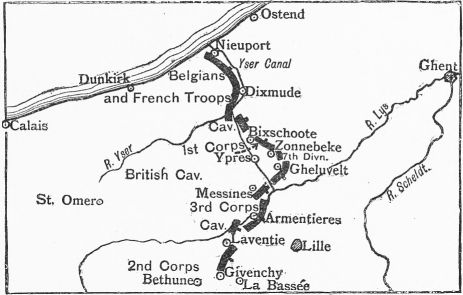 Ostend
Nieuport
Yser Canal
Ghent
Dunkirk
Belgians
and French Troops
Dixmude
Calais
Cav.
Bixschoote
R. Lys
R. Yser
1st Corps
Zonnebeke
Ypres
7th Divn.
British Cav.
Gheluvelt
R. Scheldt.
Messines
St. Omer
3rd Corps
Armentieres
Cav.
Laventie
Lille
2nd Corps
Givenchy
Bethune
La Bassée